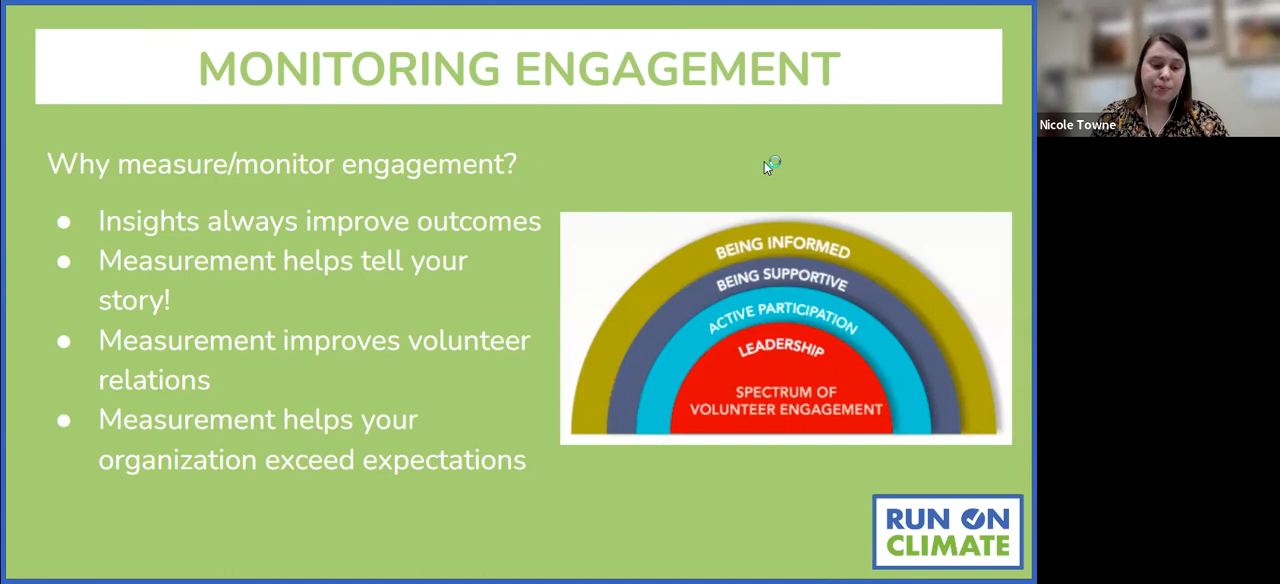 MONITORING ENGAGEMENT
Why measure/monitor engagement?
● Insights always improve outcomes
● Measurement helps tell your
story!
● Measurement improves volunteer
relations
● Measurement helps your
organization exceed expectations
BEING INFORMED
BEING SUPPORTIVE
ACTIVE PARTICIPATION
LEADERSHIP
SPECTRUM OF
VOLUNTEER ENGAGEMENT
RUN ON
CLIMATE
Nicole Towne